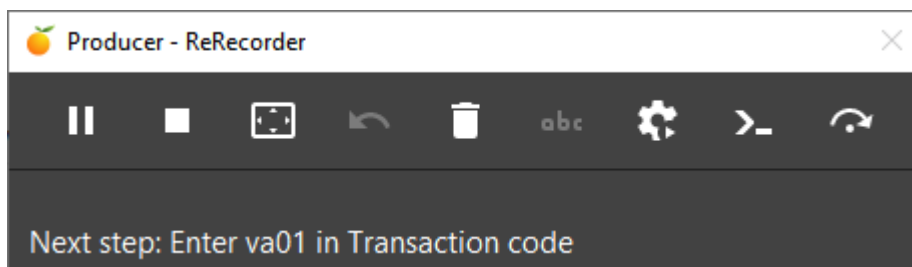 Producer - ReRecorder
abc
Next step: Enter va01 in Transaction code